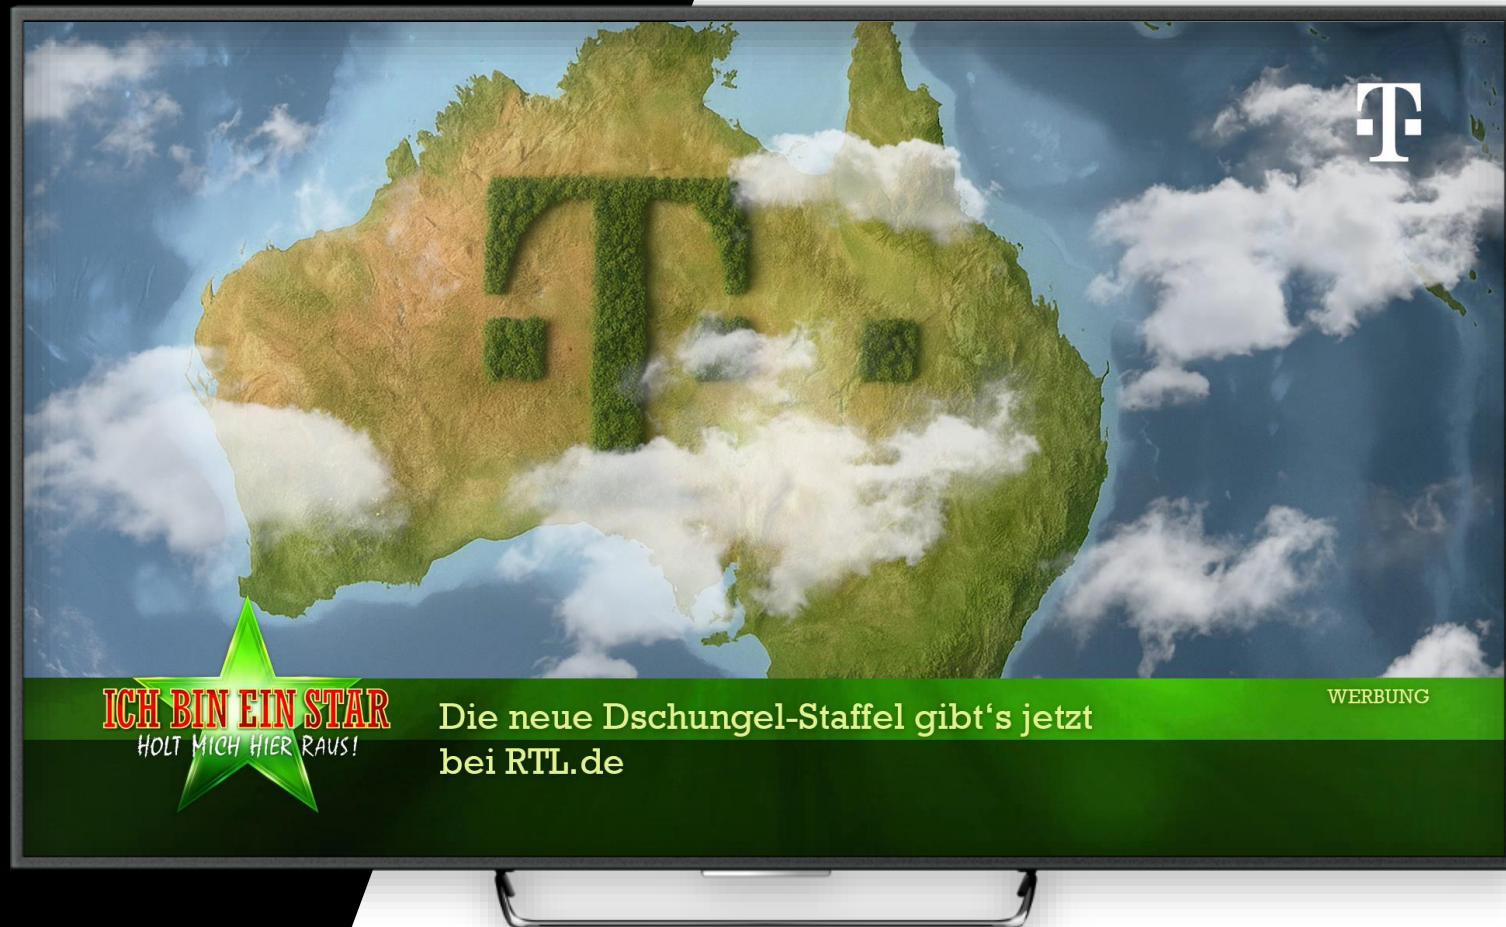 T
T
ICH BIN EIN STAR
HOLT MICH HIER RAUS!
Die neue Dschungel-Staffel gibt‘s jetzt
bei RTL.de
WERBUNG